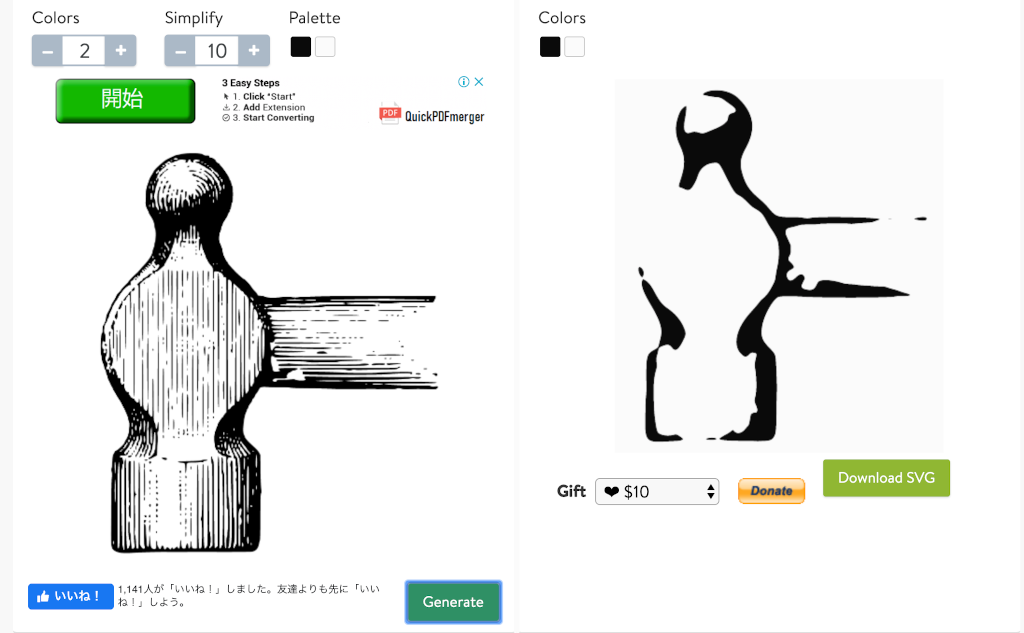 Colors
Simplify
Palette
Colors
− 2 +
− 10 +
開始
3 Easy Steps
1. Click "Start"
2. Add Extension
3. Start Converting
PDF QuickPDFmerger
Gift
❤ $10
Donate
Download SVG
いいね！
1,141人が「いいね！」しました。友達よりも先に「いい
ね！」しよう。
Generate